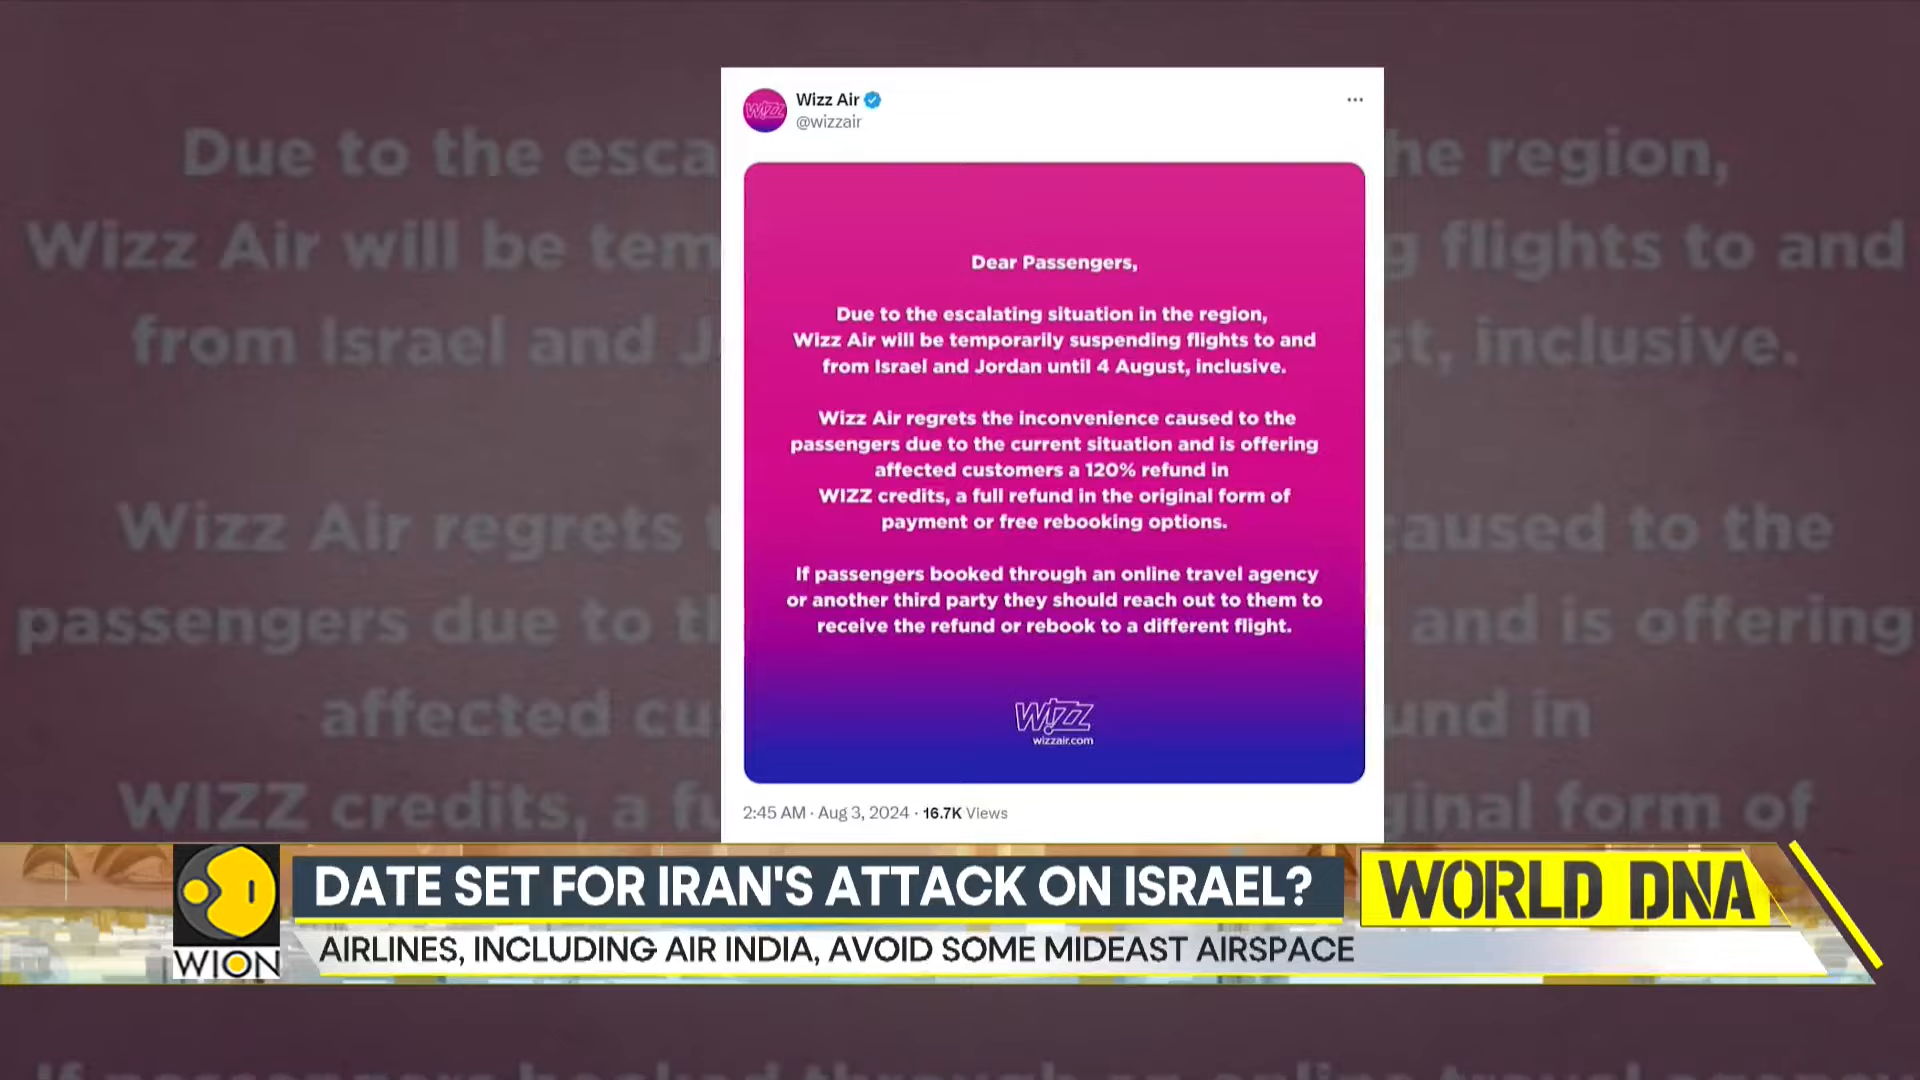 Wizz Air
@wizzair
Dear Passengers,
Due to the escalating situation in the region,
Wizz Air will be temporarily suspending flights to and
from Israel and Jordan until 4 August, inclusive.
Wizz Air regrets the inconvenience caused to the
passengers due to the current situation and is offering
affected customers a 120% refund in
WIZZ credits, a full refund in the original form of
payment or free rebooking options.
If passengers booked through an online travel agency
or another third party they should reach out to them to
receive the refund or rebook to a different flight.
WIZZ
wizzair.com
2:45 AM · Aug 3, 2024 · 16.7K Views
DATE SET FOR IRAN'S ATTACK ON ISRAEL?
WORLD DNA
AIRLINES, INCLUDING AIR INDIA, AVOID SOME MIDEAST AIRSPACE
WION